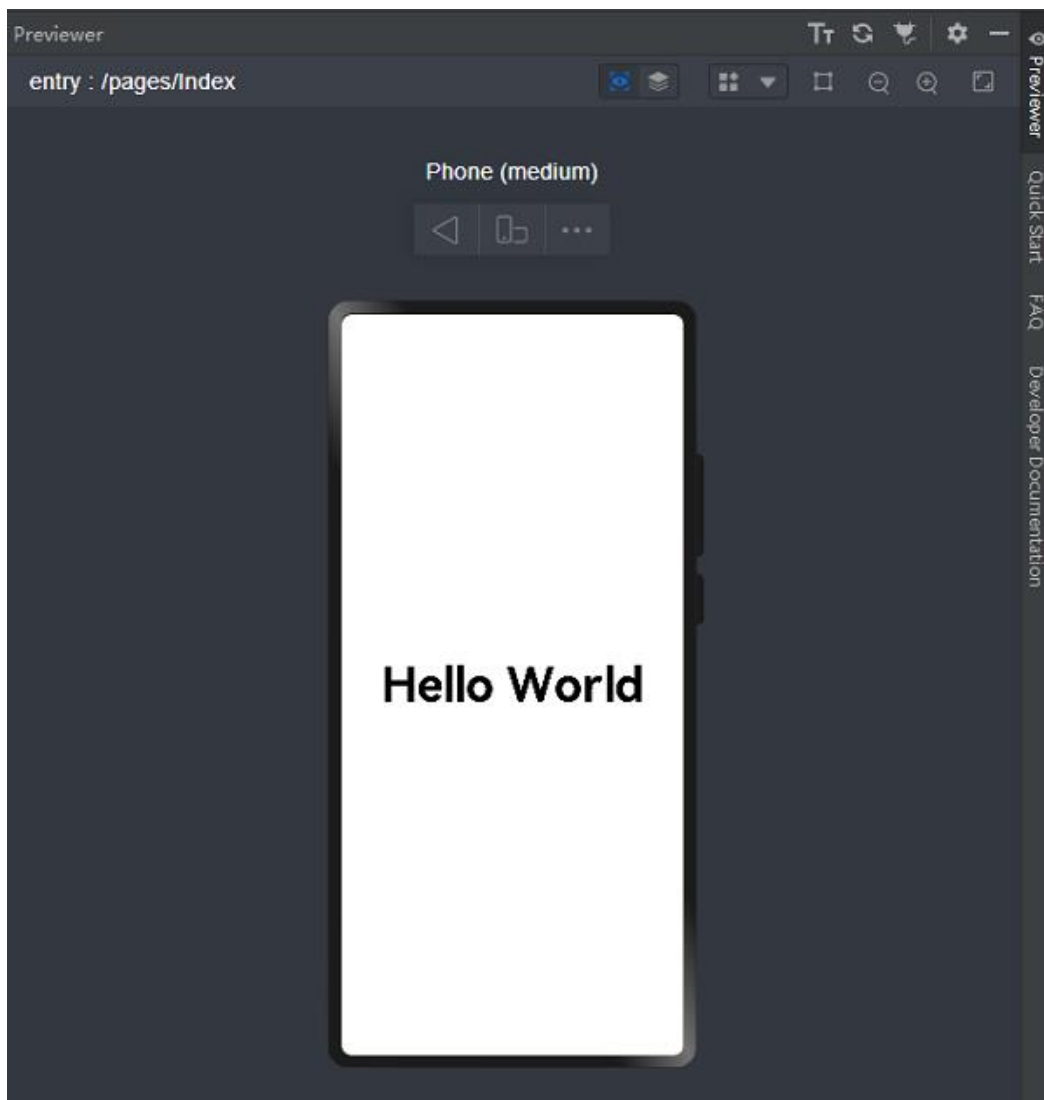 Previewer
entry : /pages/Index
Phone (medium)
Hello World
Previewer
Quick Start
FAQ
Developer Documentation